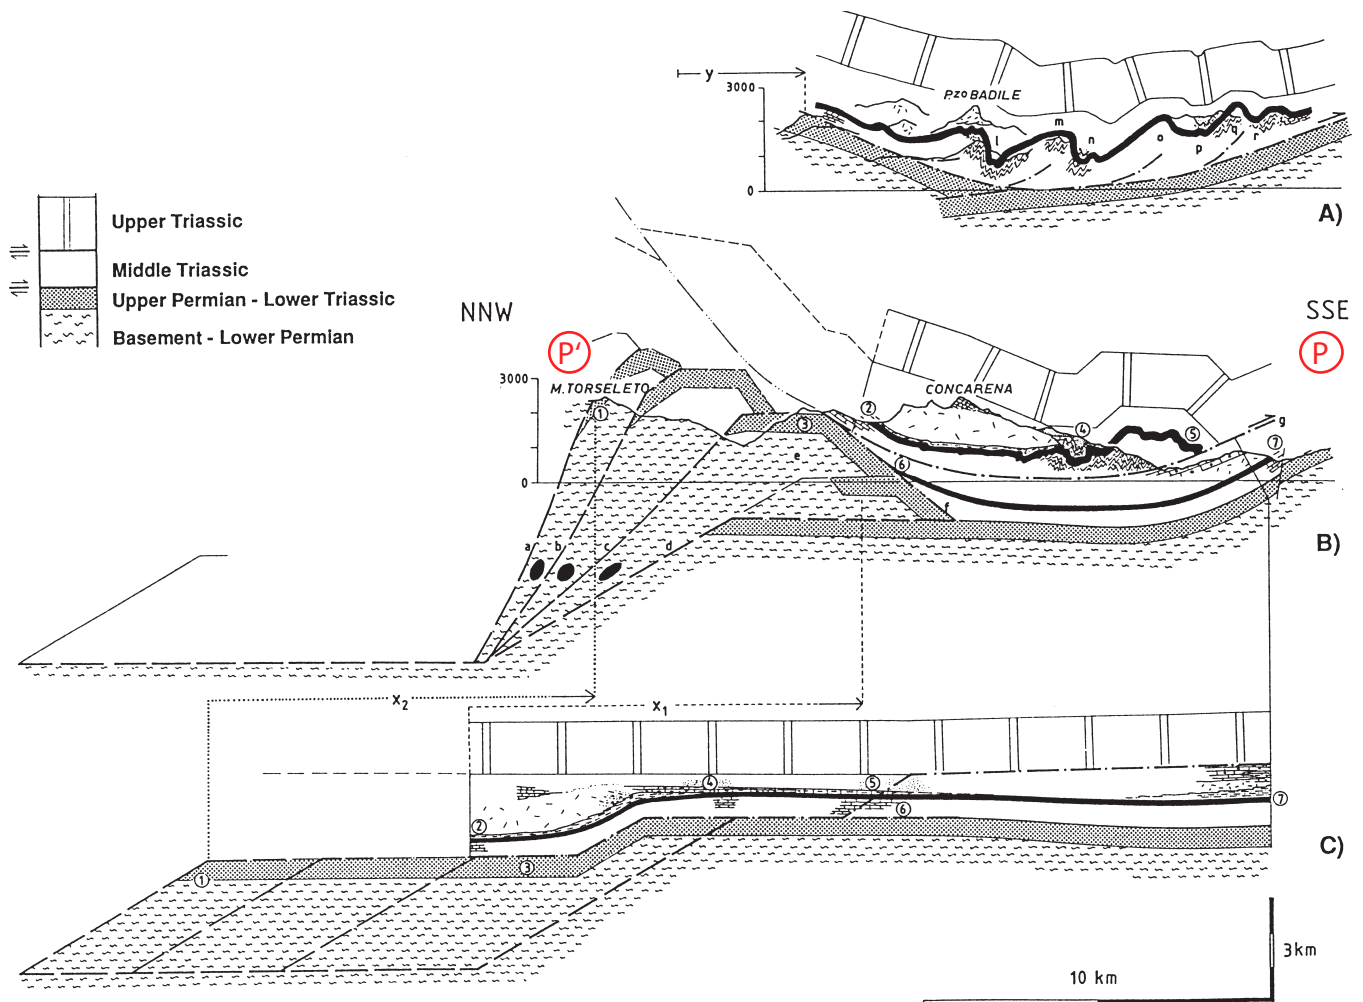 y
3000
P.ZO BADILE
m
l
n
o
p
q
r
0
A)
Upper Triassic
Middle Triassic
Upper Permian - Lower Triassic
Basement - Lower Permian
NNW
SSE
P'
P
3000
M. TORSELETO
CONCARENA
1
2
3
4
5
g
7
6
e
0
f
a
b
c
d
B)
x2
x1
4
5
6
2
7
1
3
C)
3km
10 km